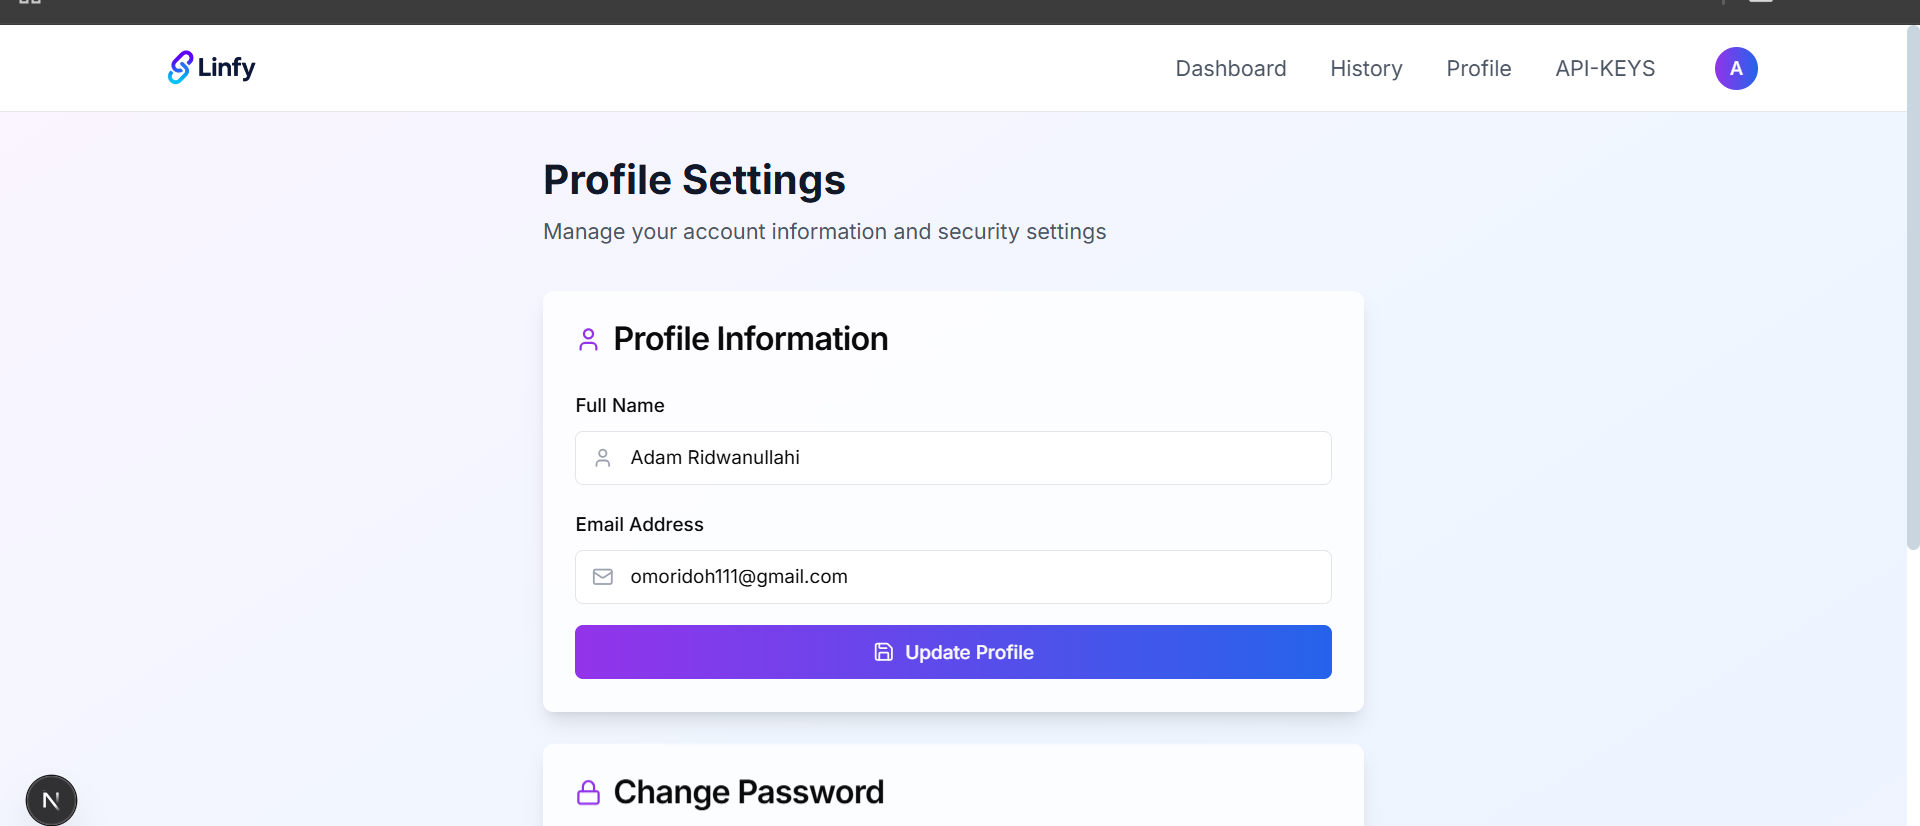 Linfy
Dashboard
History
Profile
API-KEYS
A
Profile Settings
Manage your account information and security settings
Profile Information
Full Name
Adam Ridwanullahi
Email Address
omoridoh111@gmail.com
Update Profile
Change Password
N